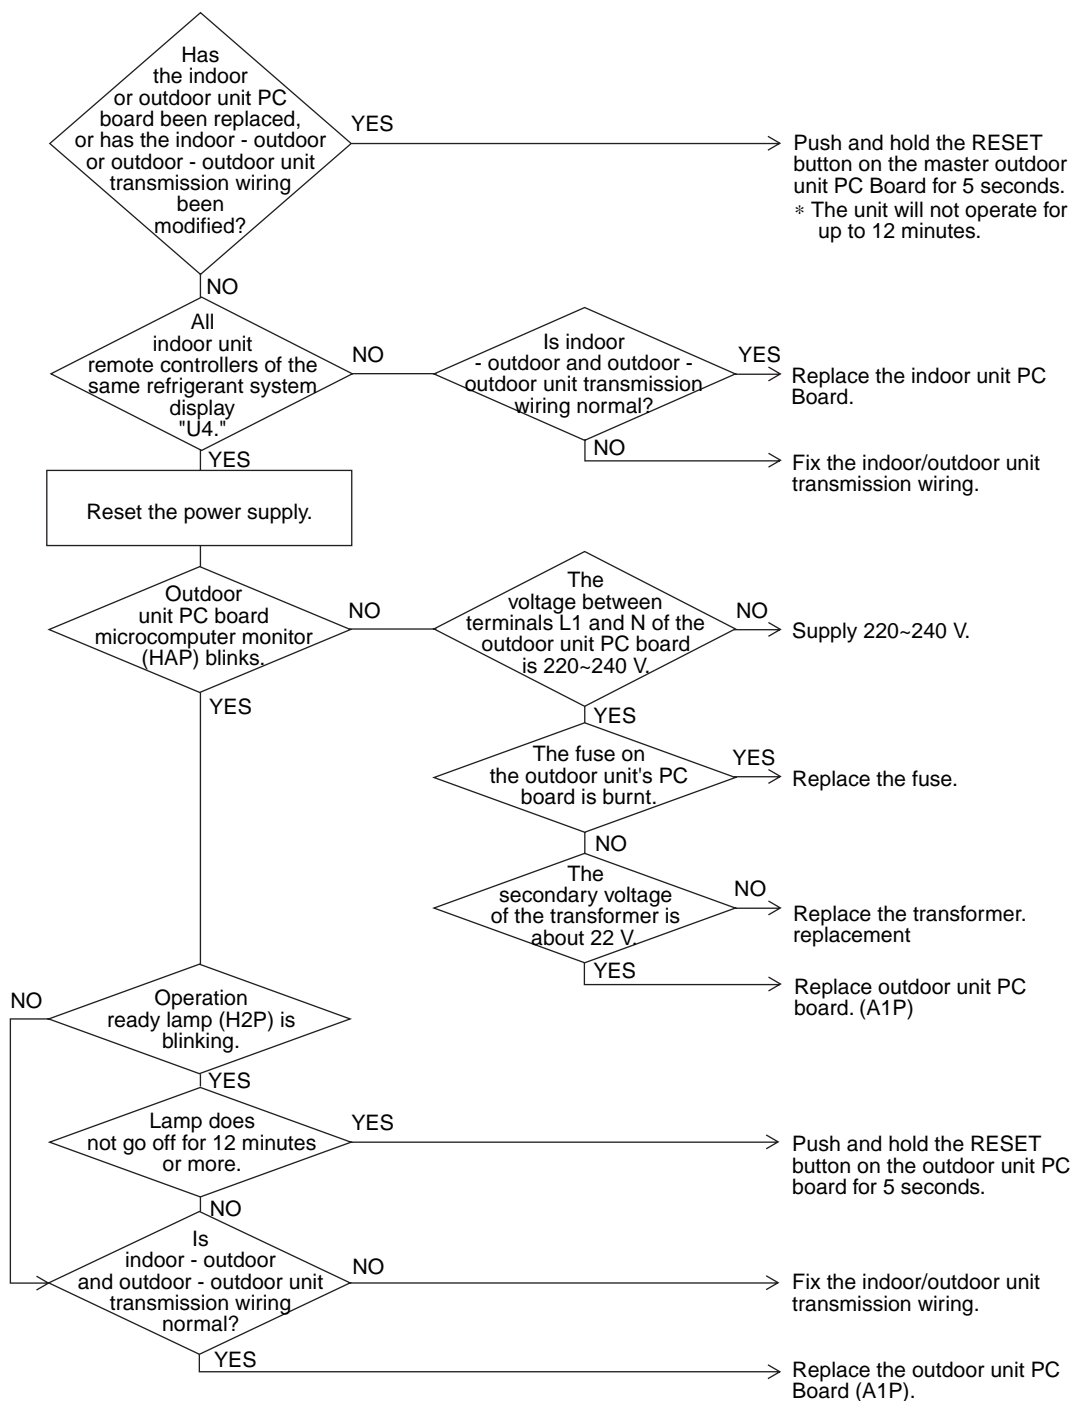 Has
the indoor
or outdoor unit PC
board been replaced,
or has the indoor - outdoor
or outdoor - outdoor unit
transmission wiring
been
modified?
YES
Push and hold the RESET
button on the master outdoor
unit PC Board for 5 seconds.
* The unit will not operate for
up to 12 minutes.
NO
All
indoor unit
remote controllers of the
same refrigerant system
display
"U4."
NO
Is indoor
- outdoor and outdoor -
outdoor unit transmission
wiring normal?
YES
Replace the indoor unit PC
Board.
NO
Fix the indoor/outdoor unit
transmission wiring.
YES
Reset the power supply.
Outdoor
unit PC board
microcomputer monitor
(HAP) blinks.
NO
The
voltage between
terminals L1 and N of the
outdoor unit PC board
is 220~240 V.
NO
Supply 220~240 V.
YES
YES
The fuse on
the outdoor unit's PC
board is burnt.
YES
Replace the fuse.
NO
The
secondary voltage
of the transformer is
about 22 V.
NO
Replace the transformer.
replacement
YES
Replace outdoor unit PC
board. (A1P)
NO
Operation
ready lamp (H2P) is
blinking.
YES
Lamp does
not go off for 12 minutes
or more.
YES
Push and hold the RESET
button on the outdoor unit PC
board for 5 seconds.
NO
Is
indoor - outdoor
and outdoor - outdoor unit
transmission wiring
normal?
NO
Fix the indoor/outdoor unit
transmission wiring.
YES
Replace the outdoor unit PC
Board (A1P).